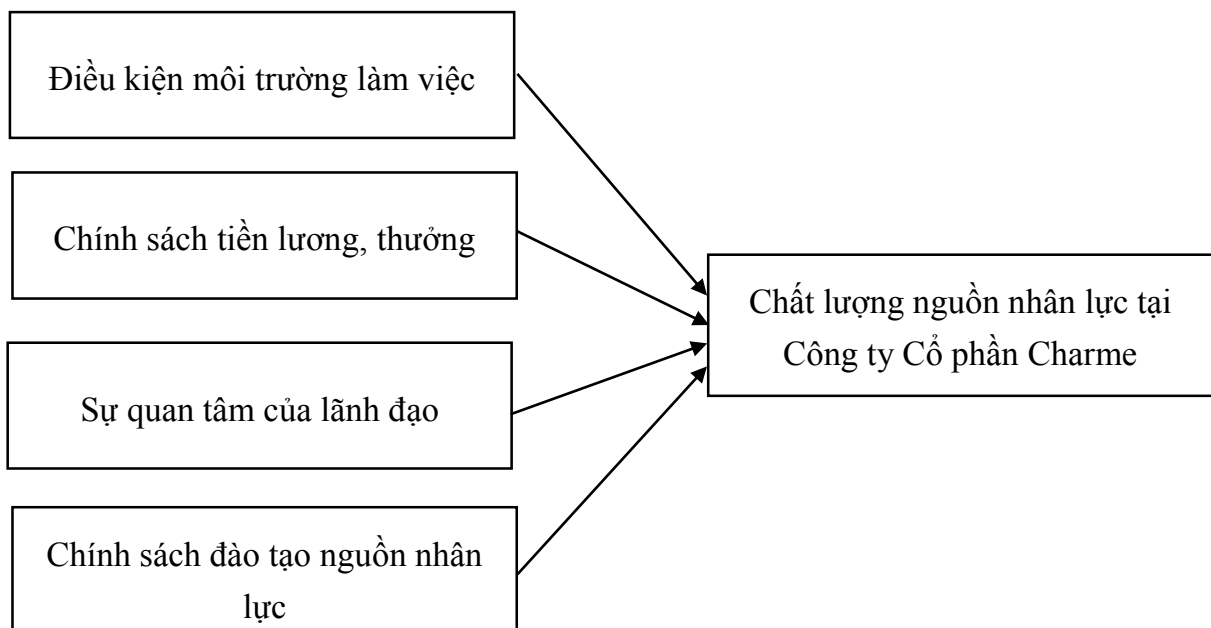 Điều kiện môi trường làm việc
Chính sách tiền lương, thưởng
Sự quan tâm của lãnh đạo
Chính sách đào tạo nguồn nhân
lực
Chất lượng nguồn nhân lực tại
Công ty Cổ phần Charme